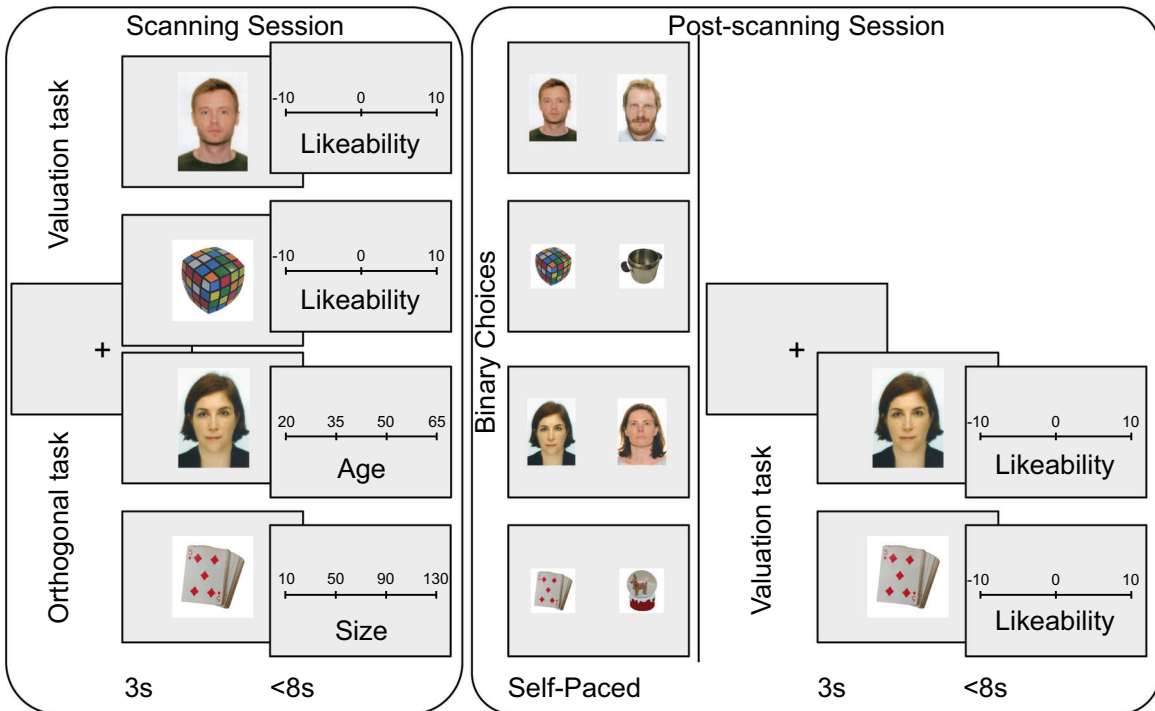 Scanning Session
Valuation task
-10 0 10
Likeability
-10 0 10
Likeability
+
Orthogonal task
20 35 50 65
Age
10 50 90 130
Size
3s <8s
Post-scanning Session
Binary Choices
Self-Paced
+
Valuation task
-10 0 10
Likeability
-10 0 10
Likeability
3s <8s